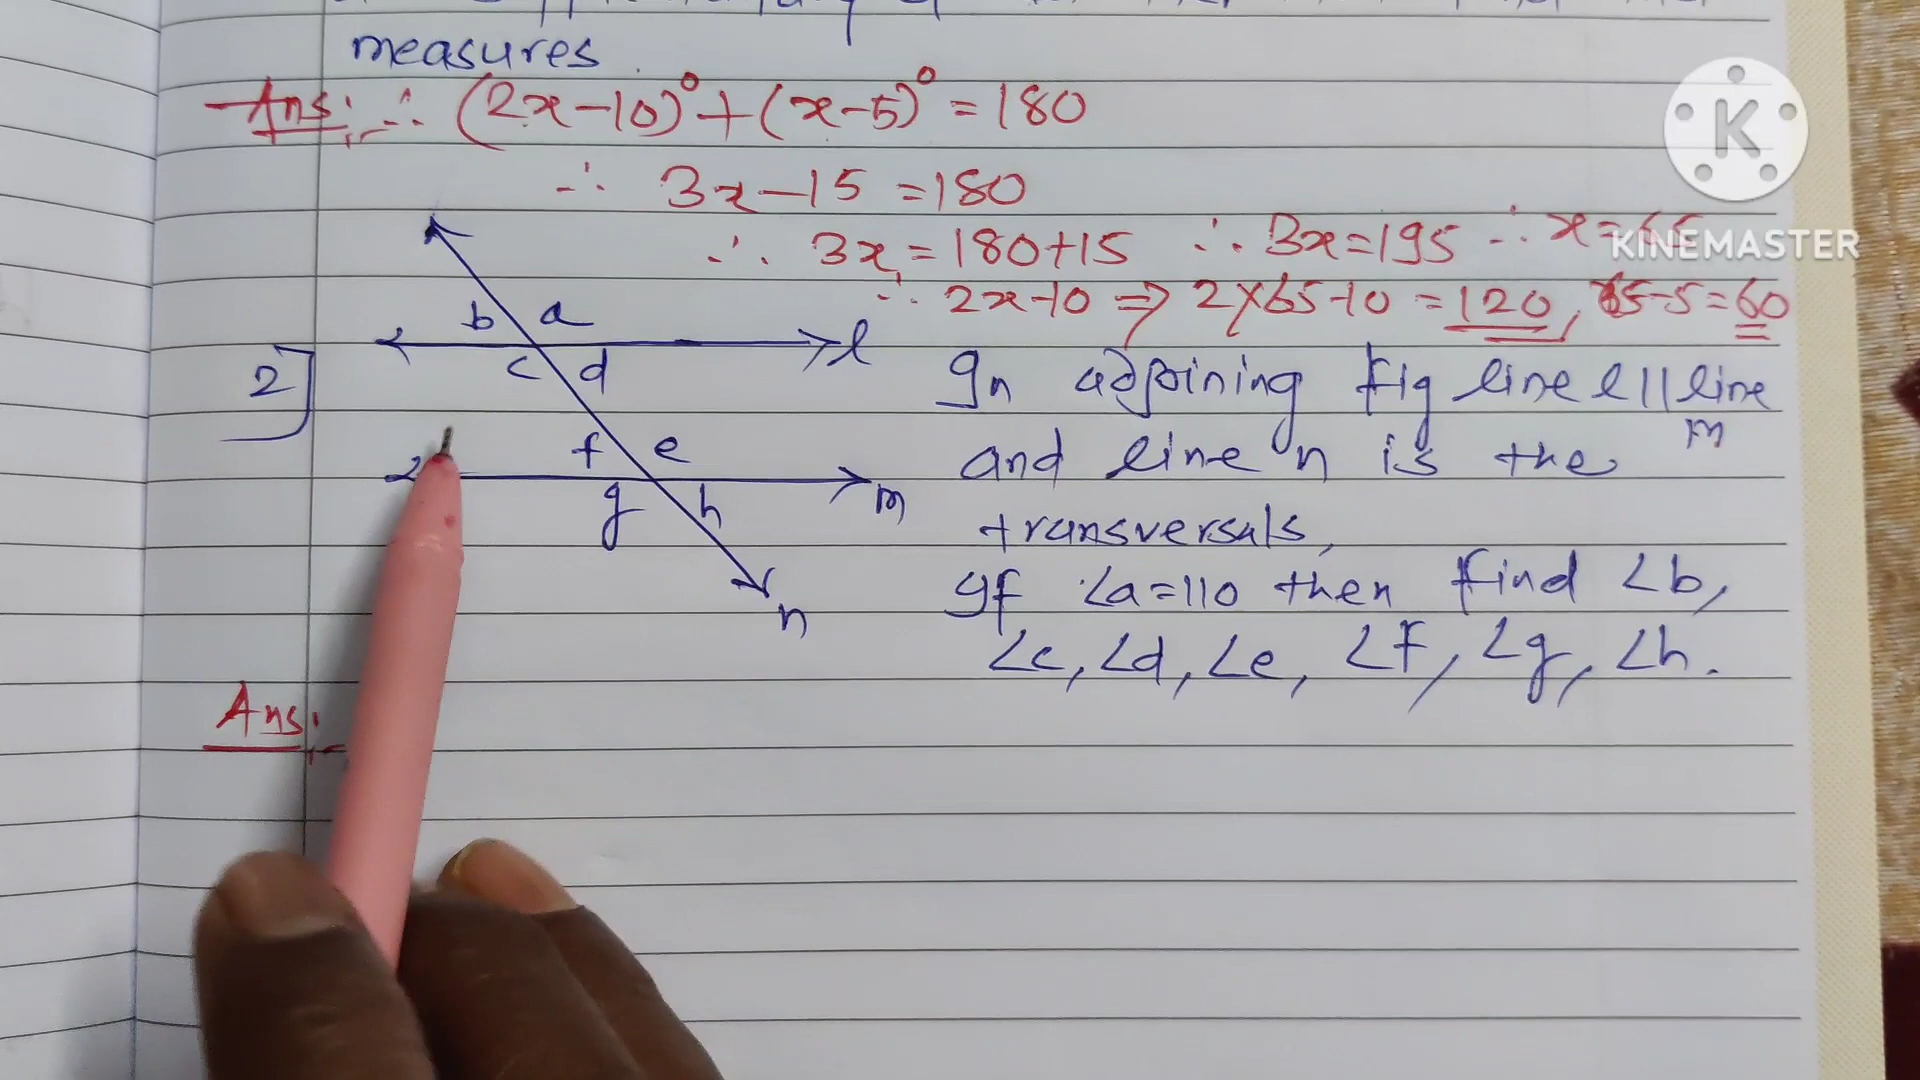 measures.
Ans:- ∴ (2x-10)° + (x-5)° = 180
∴ 3x-15 = 180
∴ 3x = 180+15 ∴ 3x=195 ∴ x=65
∴ 2x-10 ⇒ 2×65-10 = 120, 65-5=60
K
KINEMASTER
b a
l
c d
2]
f e
m
g h
n
In adjoining fig line l || line m
and line n is the
transversals,
If ∠a=110 then find ∠b,
∠c, ∠d, ∠e, ∠f, ∠g, ∠h.
Ans:-